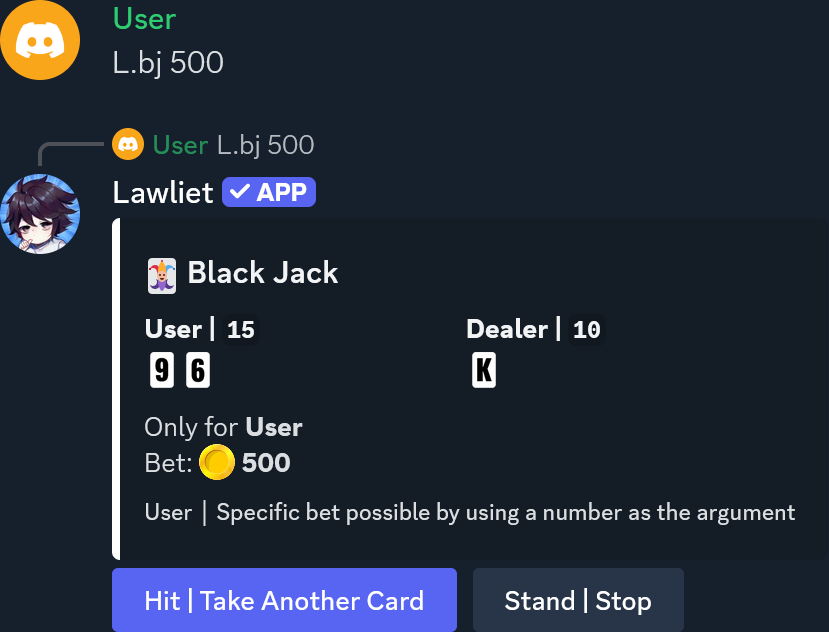 User
L.bj 500
User L.bj 500
Lawliet APP
Black Jack
User | 15 Dealer | 10
9 6 K
Only for User
Bet: 500
User | Specific bet possible by using a number as the argument
Hit | Take Another Card Stand | Stop